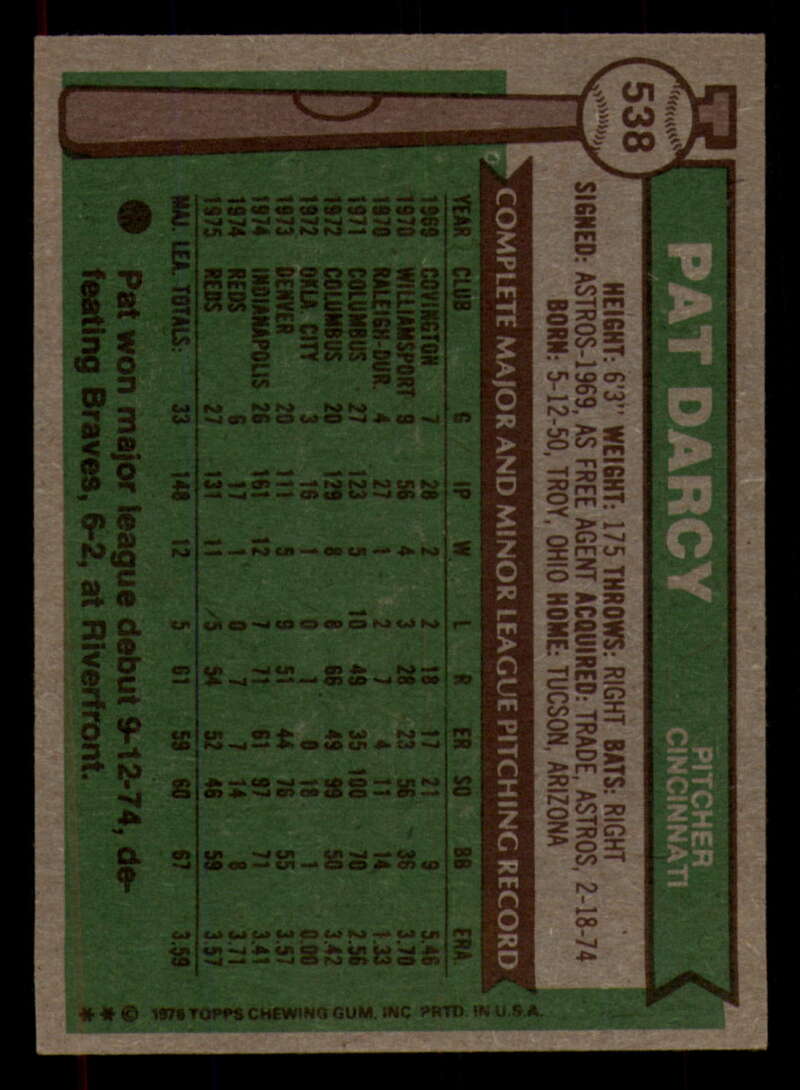 538
PAT DARCY
PITCHER
CINCINNATI
HEIGHT: 6'3" WEIGHT: 175 THROWS: RIGHT BATS: RIGHT
SIGNED: ASTROS-1969, AS FREE AGENT ACQUIRED: TRADE, ASTROS, 2-18-74
BORN: 5-12-50, TROY, OHIO HOME: TUCSON, ARIZONA
COMPLETE MAJOR AND MINOR LEAGUE PITCHING RECORD
YEAR CLUB G IP W L R ER SO BB ERA
1969 COVINGTON 7 28 2 2 18 17 21 9 5.46
1970 WILLIAMSPORT 9 56 4 3 28 23 56 36 3.70
1970 RALEIGH-DUR. 4 27 1 2 7 4 11 14 1.33
1971 COLUMBUS 27 123 5 10 49 35 100 70 2.56
1972 COLUMBUS 20 129 8 8 66 49 99 50 3.42
1972 OKLA. CITY 3 16 1 0 1 0 18 1 0.00
1973 DENVER 20 111 5 9 51 44 76 55 3.57
1974 INDIANAPOLIS 26 161 12 7 71 61 97 71 3.41
1974 REDS 6 17 1 0 7 7 14 8 3.71
1975 REDS 27 131 11 5 54 52 46 59 3.57
MAJ. LEA. TOTALS: 33 148 12 5 61 59 60 67 3.59
Pat won major league debut 9-12-74, de-
feating Braves, 6-2, at Riverfront.
* * © 1976 TOPPS CHEWING GUM, INC PRTD. IN U.S.A.